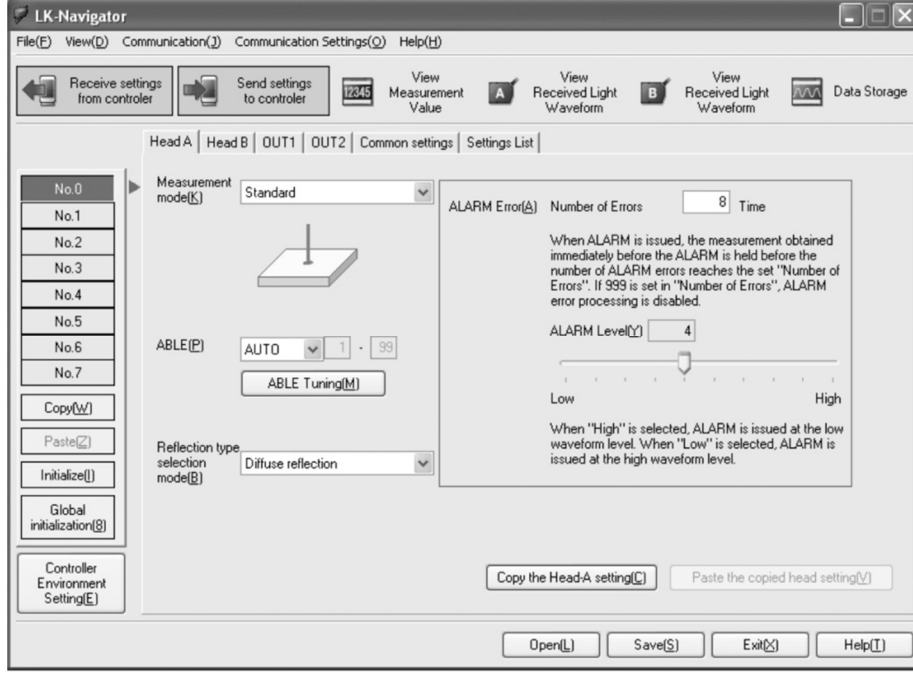 LK-Navigator
File(F) View(D) Communication(J) Communication Settings(O) Help(H)
Receive settings
from controler
Send settings
to controler
12345
View
Measurement
Value
A
View
Received Light
Waveform
B
View
Received Light
Waveform
Data Storage
Head A Head B OUT1 OUT2 Common settings Settings List
No.0
No.1
No.2
No.3
No.4
No.5
No.6
No.7
Copy(W)
Paste(Z)
Initialize(I)
Global
initialization(8)
Controller
Environment
Setting(E)
Measurement
mode(K)
Standard
ABLE(P)
AUTO 1 - 99
ABLE Tuning(M)
Reflection type
selection
mode(B)
Diffuse reflection
ALARM Error(A) Number of Errors 8 Time
When ALARM is issued, the measurement obtained
immediately before the ALARM is held before the
number of ALARM errors reaches the set "Number of
Errors". If 999 is set in "Number of Errors", ALARM
error processing is disabled.
ALARM Level(Y) 4
Low High
When "High" is selected, ALARM is issued at the low
waveform level. When "Low" is selected, ALARM is
issued at the high waveform level.
Copy the Head-A setting(C) Paste the copied head setting(V)
Open(L) Save(S) Exit(X) Help(T)